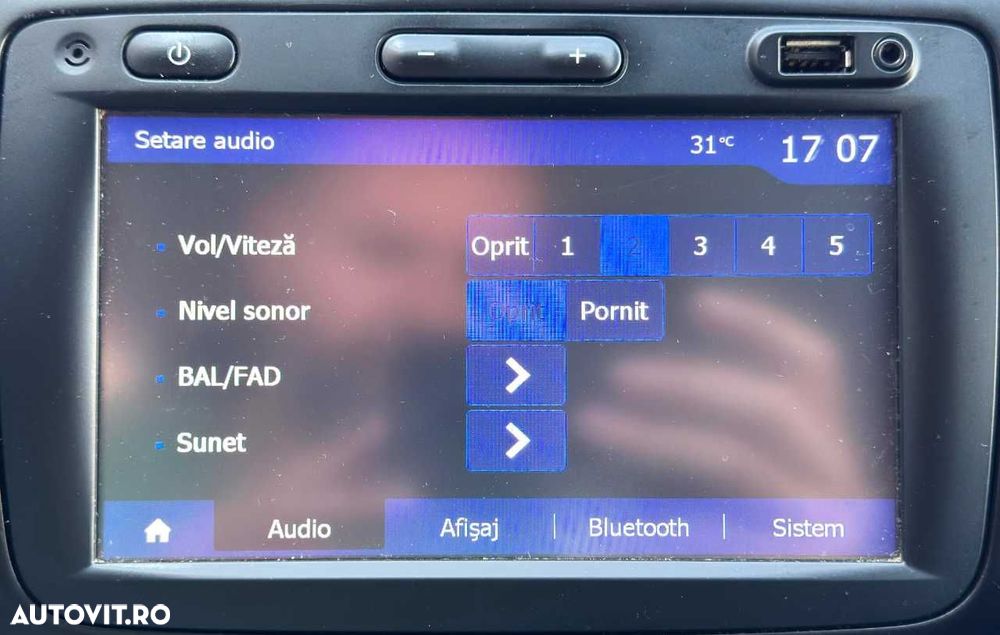 Setare audio 31°C 17 07
Vol/Viteză Oprit 1 2 3 4 5
Nivel sonor Oprit Pornit
BAL/FAD
Sunet
Audio Afişaj Bluetooth Sistem
AUTOVIT.RO